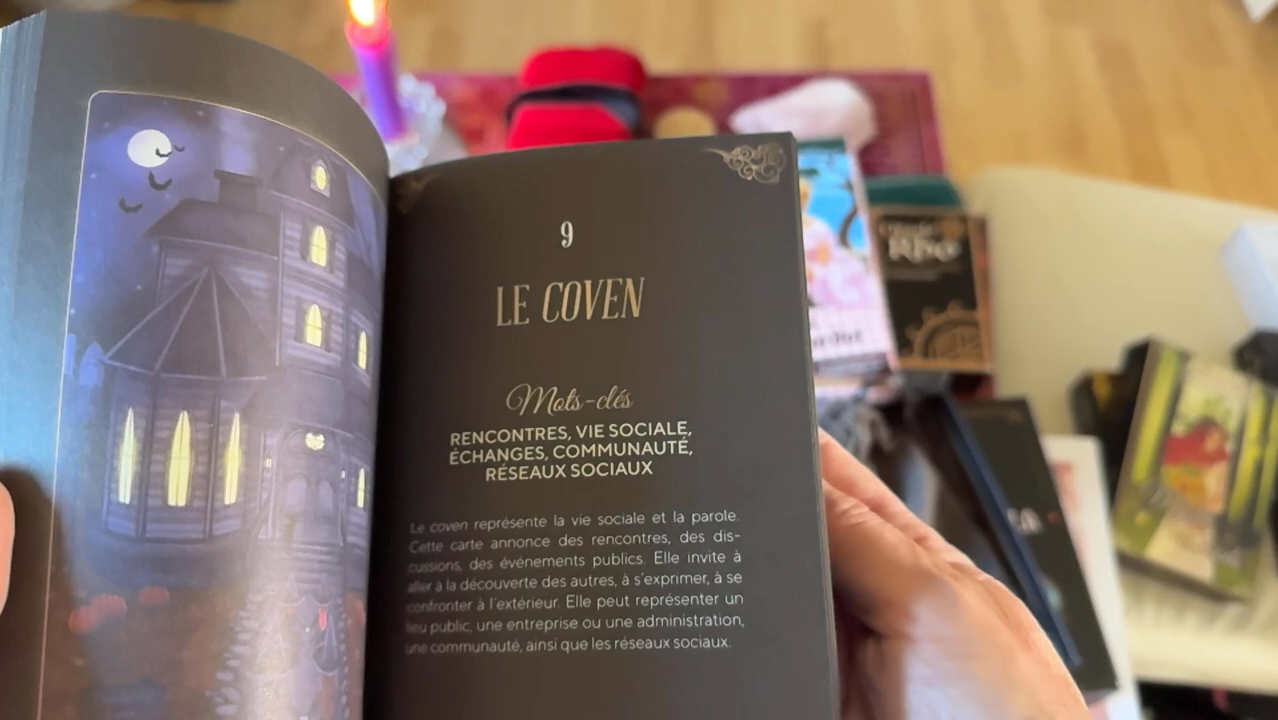 9
LE COVEN
Mots-clés
RENCONTRES, VIE SOCIALE,
ÉCHANGES, COMMUNAUTÉ,
RÉSEAUX SOCIAUX
Le coven représente la vie sociale et la parole.
Cette carte annonce des rencontres, des dis-
cussions, des événements publics. Elle invite à
aller à la découverte des autres, à s'exprimer, à se
confronter à l'extérieur. Elle peut représenter un
lieu public, une entreprise ou une administration,
une communauté, ainsi que les réseaux sociaux.
Rho